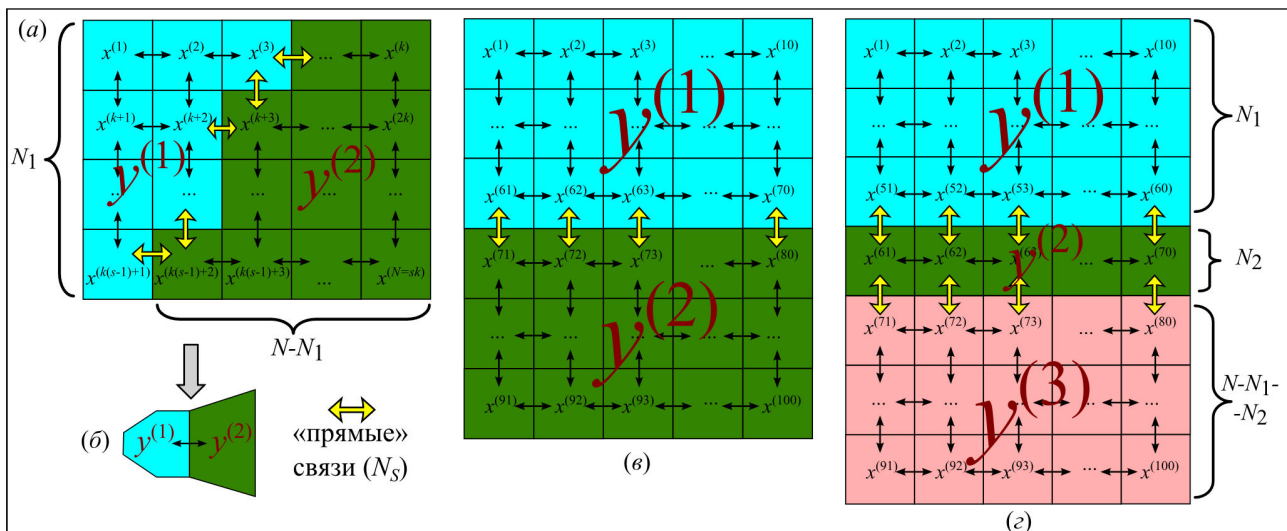 (а)
x(1) x(2) x(3) ... x(k)
x(k+1) x(k+2) x(k+3) ... x(2k)
y(1) y(2)
... ... ... ... ...
x(k(s-1)+1) x(k(s-1)+2) x(k(s-1)+3) ... x(N=sk)
N1
N-N1
(б)
y(1) y(2)
«прямые»
связи (NS)
x(1) x(2) x(3) ... x(10)
y(1)
... ... ... ... ...
x(61) x(62) x(63) ... x(70)
x(71) x(72) x(73) ... x(80)
y(2)
... ... ... ... ...
x(91) x(92) x(93) ... x(100)
(в)
x(1) x(2) x(3) ... x(10)
y(1)
... ... ... ... ...
x(51) x(52) x(53) ... x(60)
x(61) x(62) x(63) ... x(70)
y(2)
x(71) x(72) x(73) ... x(80)
y(3)
... ... ... ... ...
x(91) x(92) x(93) ... x(100)
N1
N2
N-N1-
-N2
(г)